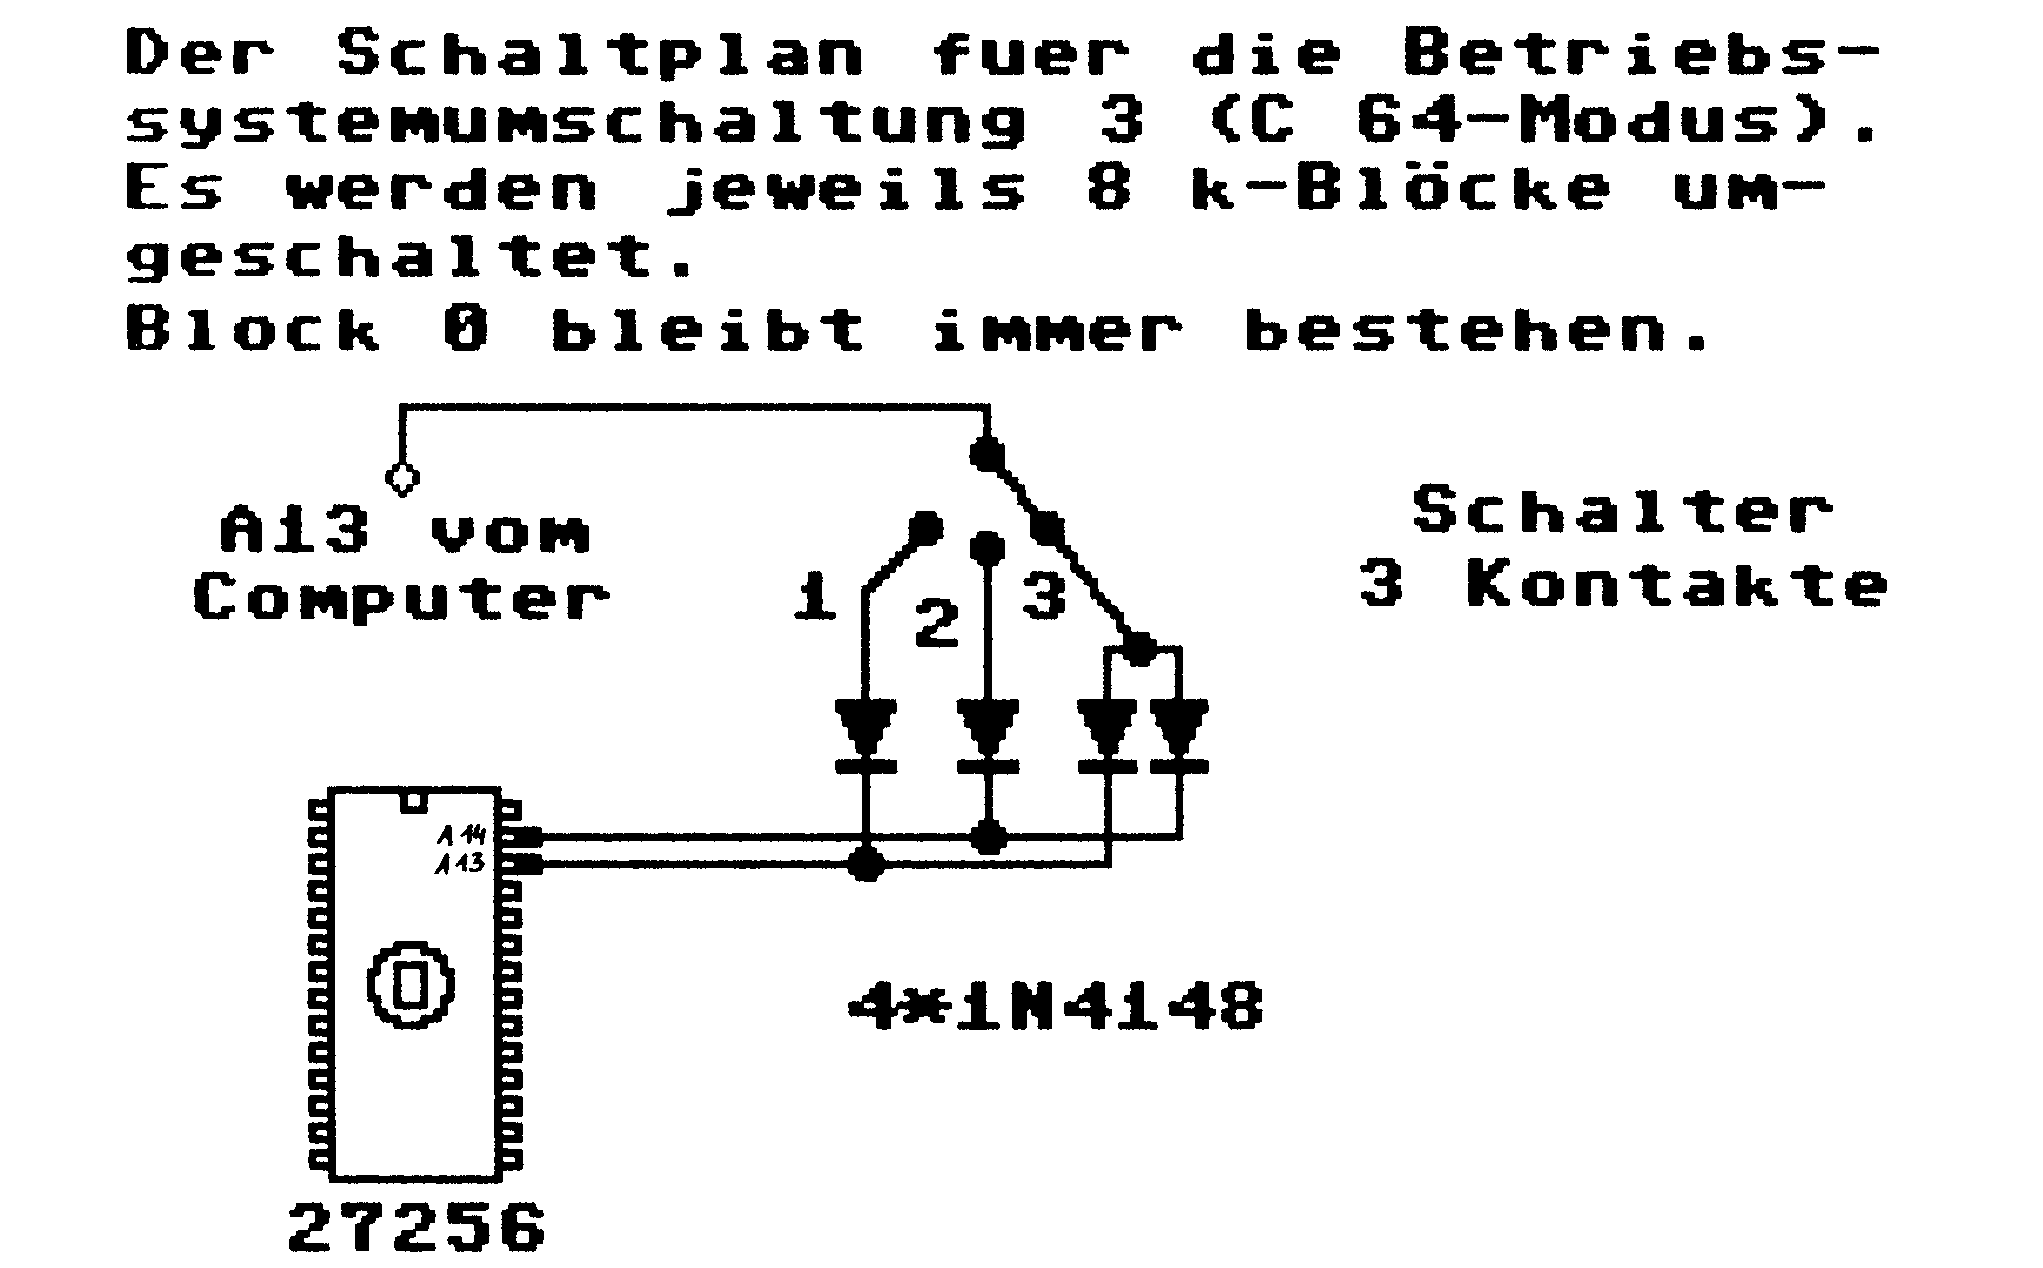 Der Schaltplan fuer die Betriebs-
systemumschaltung 3 (C 64-Modus).
Es werden jeweils 8 k-Blöcke um-
geschaltet.
Block 0 bleibt immer bestehen.
A13 vom
Computer
1
2
3
Schalter
3 Kontakte
A14
A13
0
4*1N4148
27256